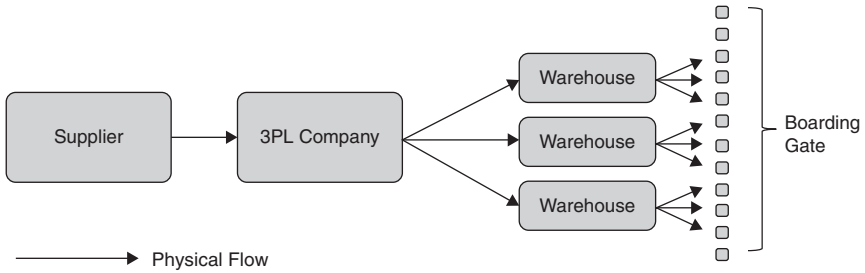 Supplier
3PL Company
Warehouse
Warehouse
Warehouse
Boarding
Gate
Physical Flow